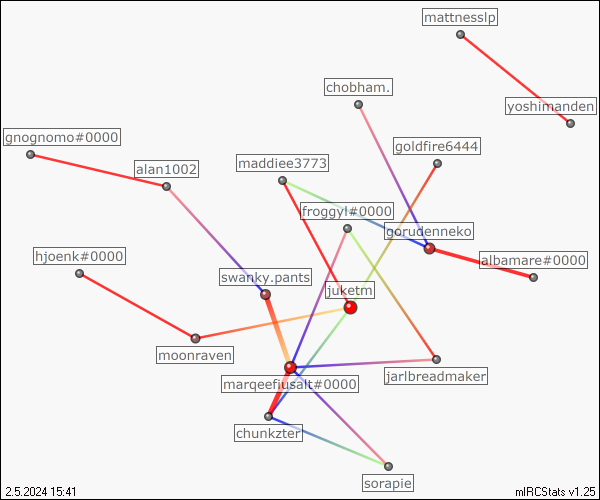 mattnesslp
chobham.
yoshimanden
gnognomo#0000
goldfire6444
alan1002
maddiee3773
froggyl#0000
gorudenneko
hjoenk#0000
albamare#0000
swanky.pants
juketm
moonraven
jarlbreadmaker
marqeefiusalt#0000
chunkzter
sorapie
2.5.2024 15:41
mIRCStats v1.25